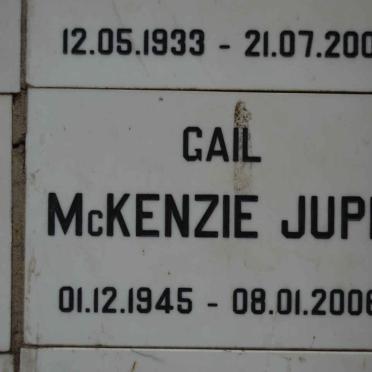 12.05.1933 - 21.07.200
GAIL
McKENZIE JUP
01.12.1945 - 08.01.200